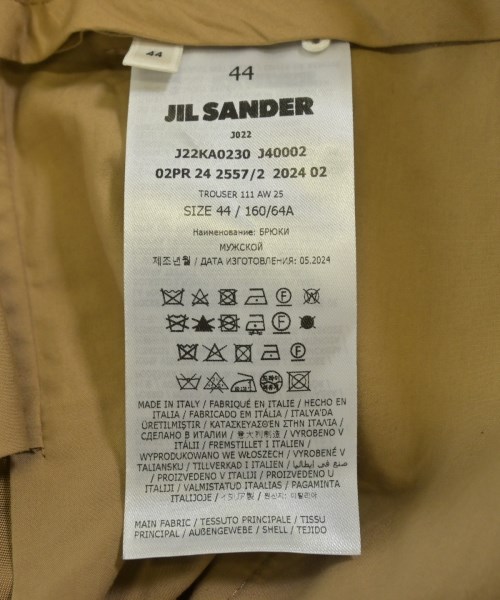 44
44
JIL SANDER
J022
J22KA0230 J40002
02PR 24 2557/2 2024 02
TROUSER 111 AW 25
SIZE 44 / 160/64A
Наименование: БРЮКИ
МУЖСКОЙ
제조년월 / ДАТА ИЗГОТОВЛЕНИЯ: 05.2024
MADE IN ITALY / FABRIQUÉ EN ITALIE / HECHO EN
ITALIA / FABRICADO EM ITÁLIA / ITALYA'DA
ÜRETILMIŞTIR / ΚΑΤΑΣΚΕΥΑΣΘΕΝ ΣΤΗΝ ΙΤΑΛΙΑ /
СДЕЛАНО В ИТАЛИИ / 意大利制造 / VYROBENO V
ITÁLII / FREMSTILLET I ITALIEN /
WYPRODUKOWANO WE WŁOSZECH / VYROBENÉ V
TALIANSKU / TILLVERKAD I ITALIEN / صنع في إيطاليا
/ PROIZVEDENO V ITALIJI / PROIZVEDENO U
ITALIJI / VALMISTATUD ITAALIAS / PAGAMINTA
ITALIJOJE / イタリア製 / 원산지: 이탈리아
MAIN FABRIC / TESSUTO PRINCIPALE / TISSU
PRINCIPAL / AUßENGEWEBE / SHELL / TEJIDO